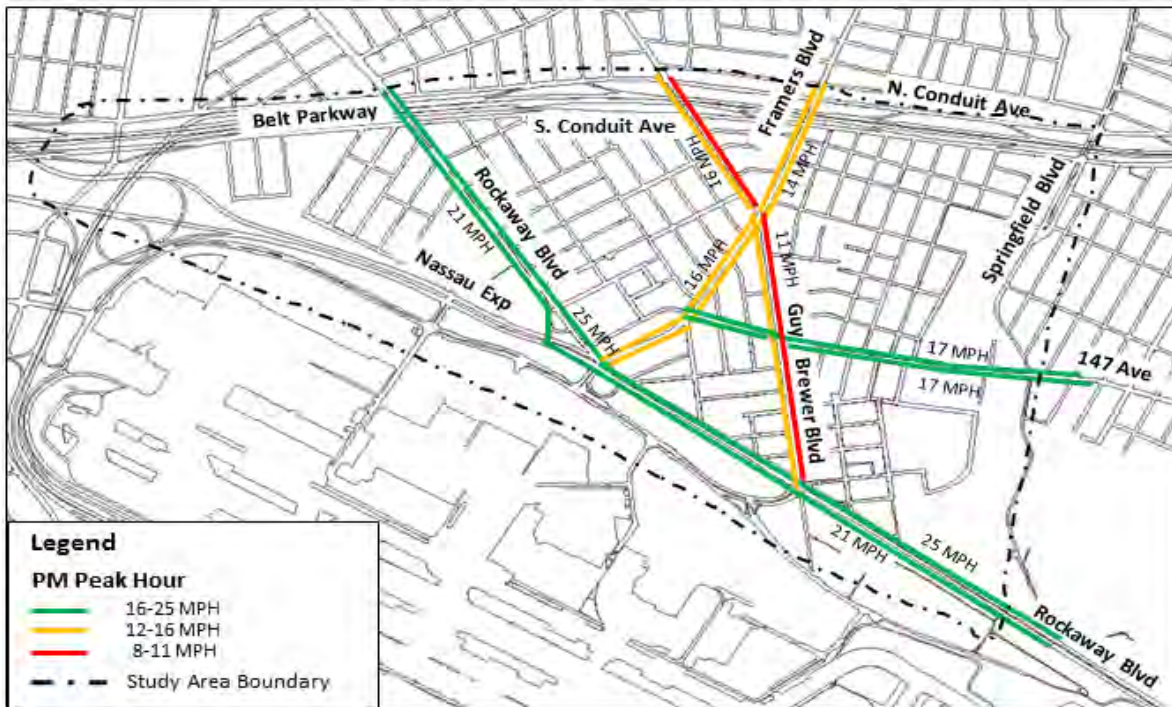 Framers Blvd
N. Conduit Ave
Belt Parkway
S. Conduit Ave
16 MPH
14 MPH
Rockaway Blvd
21 MPH
Springfield Blvd
Nassau Exp
16 MPH
11 MPH
25 MPH
Guy Brewer Blvd
17 MPH
147 Ave
17 MPH
21 MPH
25 MPH
Rockaway Blvd
Legend
PM Peak Hour
16-25 MPH
12-16 MPH
8-11 MPH
Study Area Boundary